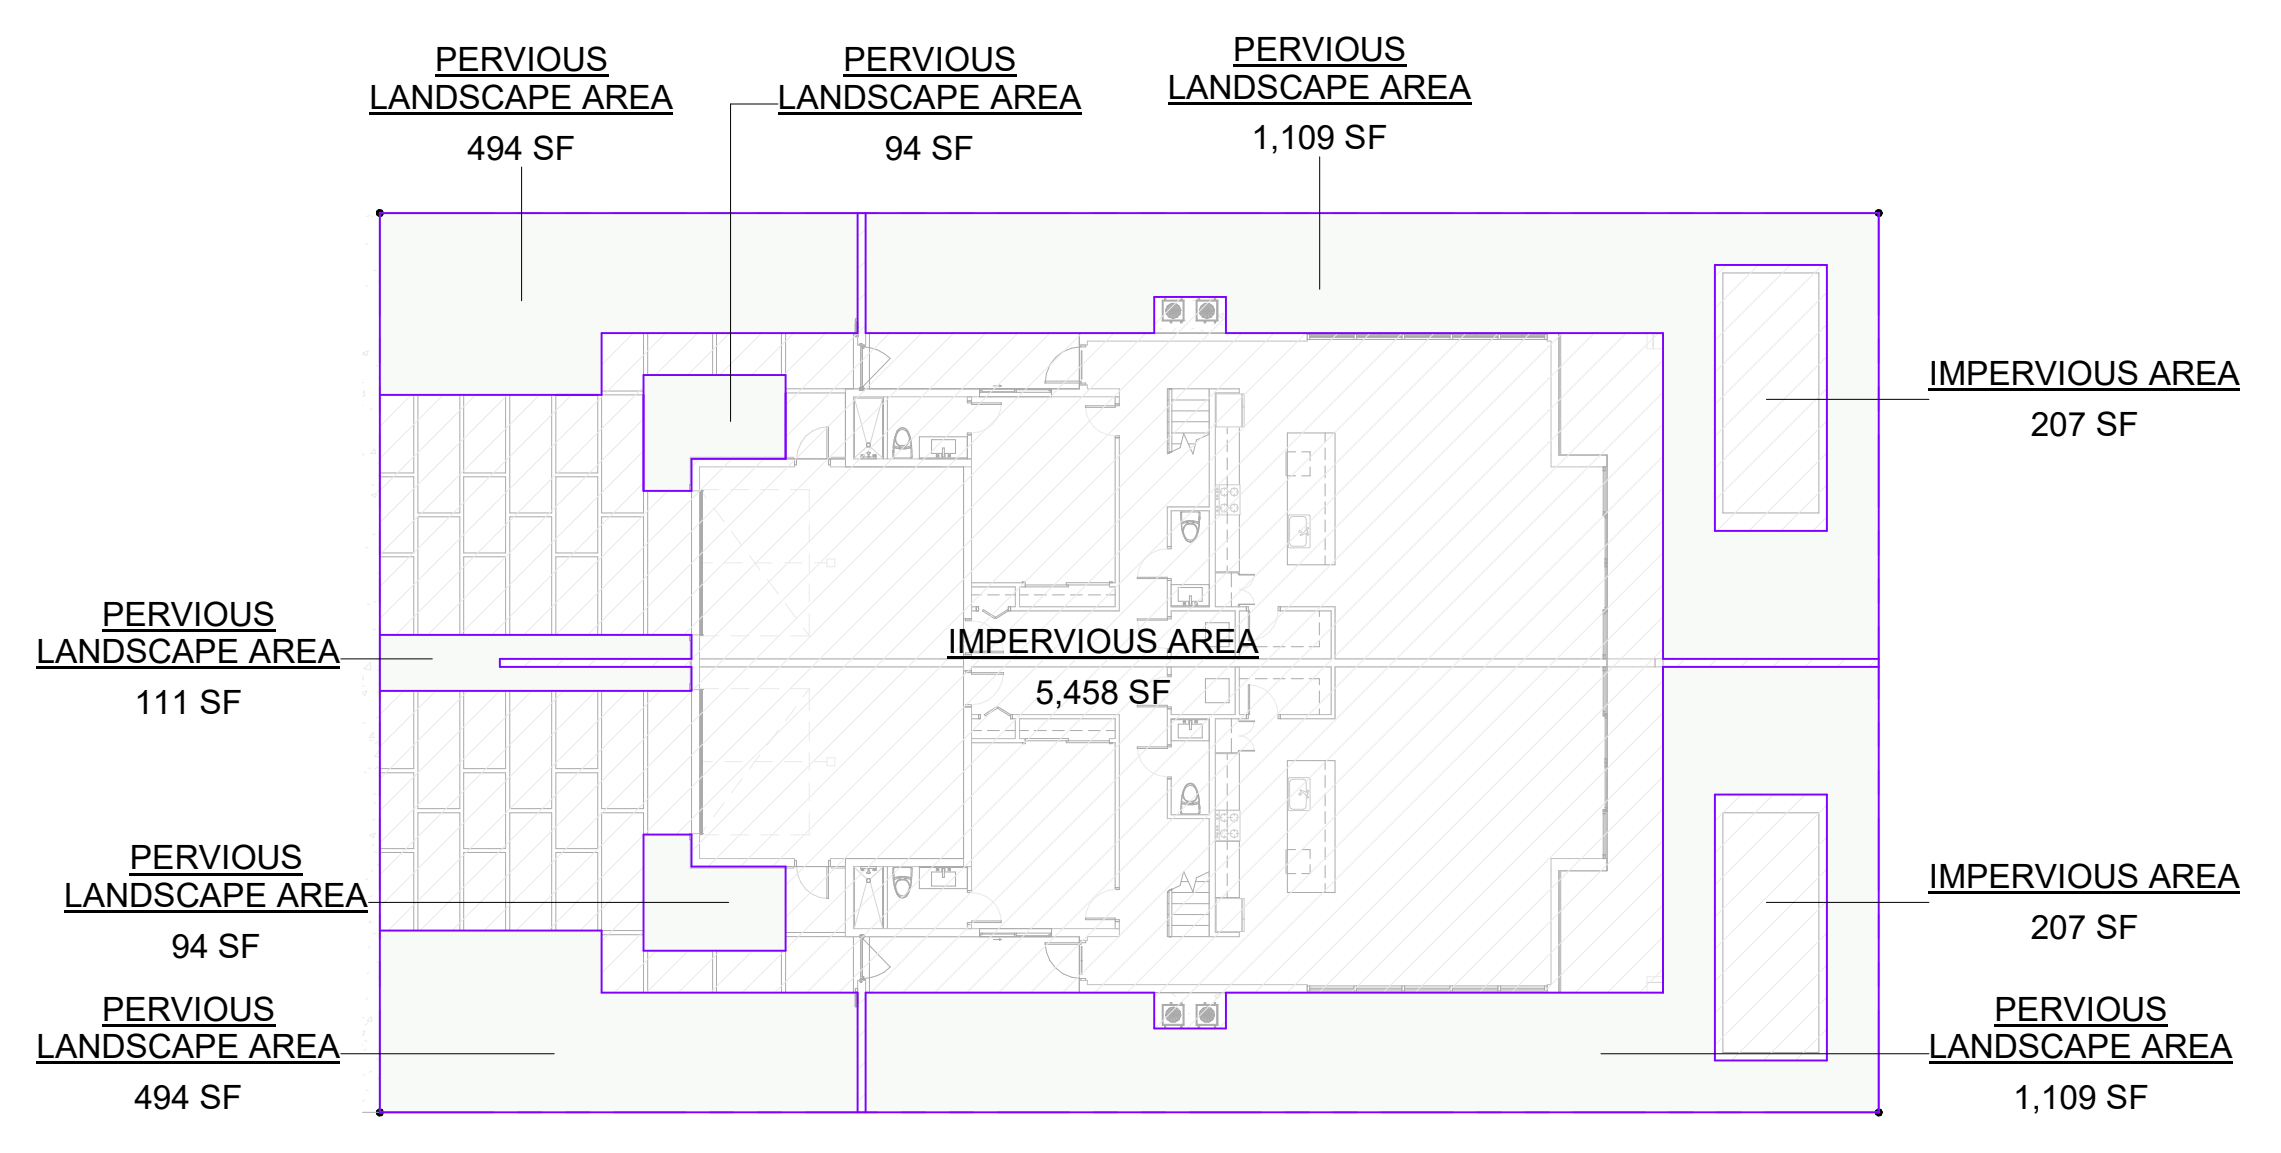 PERVIOUS
LANDSCAPE AREA
494 SF
PERVIOUS
LANDSCAPE AREA
94 SF
PERVIOUS
LANDSCAPE AREA
1,109 SF
IMPERVIOUS AREA
207 SF
PERVIOUS
LANDSCAPE AREA
111 SF
IMPERVIOUS AREA
5,458 SF
PERVIOUS
LANDSCAPE AREA
94 SF
IMPERVIOUS AREA
207 SF
PERVIOUS
LANDSCAPE AREA
494 SF
PERVIOUS
LANDSCAPE AREA
1,109 SF